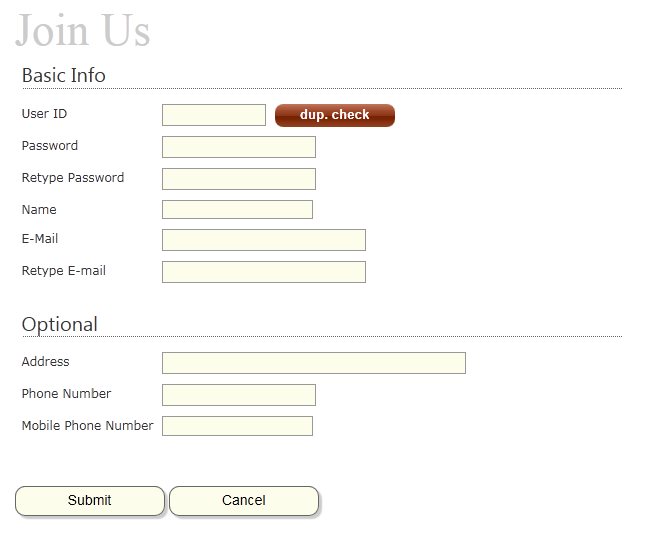 Join Us
Basic Info
User ID dup. check
Password
Retype Password
Name
E-Mail
Retype E-mail
Optional
Address
Phone Number
Mobile Phone Number
Submit Cancel